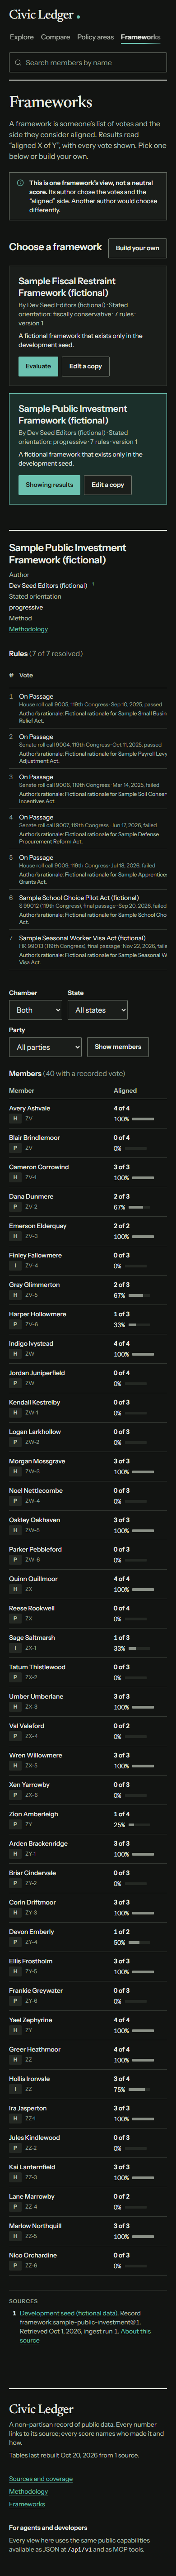 Civic Ledger
Explore Compare Policy areas Frameworks
Search members by name
Frameworks
A framework is someone's list of votes and the
side they consider aligned. Results read
"aligned X of Y", with every vote shown. Pick one
below or build your own.
This is one framework's view, not a neutral
score. Its author chose the votes and the
"aligned" side. Another author would choose
differently.
Choose a framework
Build your own
Sample Fiscal Restraint
Framework (fictional)
By Dev Seed Editors (fictional) · Stated
orientation: fiscally conservative · 7 rules ·
version 1
A fictional framework that exists only in the
development seed.
Evaluate
Edit a copy
Sample Public Investment
Framework (fictional)
By Dev Seed Editors (fictional) · Stated
orientation: progressive · 7 rules · version 1
A fictional framework that exists only in the
development seed.
Showing results
Edit a copy
Sample Public Investment
Framework (fictional)
Author
Dev Seed Editors (fictional) 1
Stated orientation
progressive
Method
Methodology
Rules (7 of 7 resolved)
# Vote
1 On Passage
House roll call 9005, 119th Congress · Sep 10, 2025, passed
Author's rationale: Fictional rationale for Sample Small Busin
Relief Act.
2 On Passage
Senate roll call 9004, 119th Congress · Oct 11, 2025, passed
Author's rationale: Fictional rationale for Sample Payroll Levy
Adjustment Act.
3 On Passage
Senate roll call 9006, 119th Congress · Mar 14, 2025, failed
Author's rationale: Fictional rationale for Sample Soil Conser
Incentives Act.
4 On Passage
Senate roll call 9007, 119th Congress · Jun 17, 2026, failed
Author's rationale: Fictional rationale for Sample Defense
Procurement Reform Act.
5 On Passage
House roll call 9009, 119th Congress · Jul 19, 2026, failed
Author's rationale: Fictional rationale for Sample Apprentices
Grants Act.
6 Sample School Choice Pilot Act (fictional)
S 99012 (119th Congress), final passage · Sep 20, 2026, failed
Author's rationale: Fictional rationale for Sample School Choi
Act.
7 Sample Seasonal Worker Visa Act (fictional)
HR 99013 (119th Congress), final passage · Nov 22, 2026, faile
Author's rationale: Fictional rationale for Sample Seasonal W
Visa Act.
Chamber State
Both All states
Party
All parties Show members
Members (40 with a recorded vote)
Member Aligned
Avery Ashvale 4 of 4
H ZV 100%
Blair Brindlemoor 0 of 4
P ZV 0%
Cameron Corrowind 3 of 3
H ZV-1 100%
Dana Dunmere 2 of 3
P ZV-2 67%
Emerson Elderquay 2 of 2
H ZV-3 100%
Finley Fallowmere 0 of 3
I ZV-4 0%
Gray Glimmerton 2 of 3
H ZV-5 67%
Harper Hollowmere 1 of 3
P ZV-6 33%
Indigo Ivystead 4 of 4
H ZW 100%
Jordan Juniperfield 0 of 4
P ZW 0%
Kendall Kestrelby 0 of 3
H ZW-1 0%
Logan Larkhollow 0 of 3
P ZW-2 0%
Morgan Mossgrave 3 of 3
H ZW-3 100%
Noel Nettlecombe 0 of 3
P ZW-4 0%
Oakley Oakhaven 3 of 3
H ZW-5 100%
Parker Pebbleford 0 of 3
P ZW-6 0%
Quinn Quillmoor 4 of 4
H ZX 100%
Reese Rookwell 0 of 4
P ZX 0%
Sage Saltmarsh 1 of 3
I ZX-1 33%
Tatum Thistlewood 0 of 3
P ZX-2 0%
Umber Umberlane 3 of 3
H ZX-3 100%
Val Valeford 0 of 2
P ZX-4 0%
Wren Willowmere 3 of 3
H ZX-5 100%
Xen Yarrowby 0 of 3
P ZX-6 0%
Zion Amberleigh 1 of 4
P ZY 25%
Arden Brackenridge 3 of 3
H ZY-1 100%
Briar Cindervale 0 of 3
P ZY-2 0%
Corin Driftmoor 3 of 3
H ZY-3 100%
Devon Emberly 1 of 2
P ZY-4 50%
Ellis Frostholm 3 of 3
H ZY-5 100%
Frankie Greywater 0 of 3
P ZY-6 0%
Yael Zephyrine 4 of 4
H ZY 100%
Greer Heathmoor 4 of 4
H ZZ 100%
Hollis Ironvale 3 of 4
I ZZ 75%
Ira Jasperton 3 of 3
H ZZ-1 100%
Jules Kindlewood 0 of 3
P ZZ-2 0%
Kai Lanternfield 3 of 3
H ZZ-3 100%
Lane Marrowby 0 of 2
P ZZ-4 0%
Marlow Northquill 3 of 3
H ZZ-5 100%
Nico Orchardine 0 of 3
P ZZ-6 0%
SOURCES
1 Development seed (fictional data). Record
framework:sample-public-investment@1.
Retrieved Oct 1, 2026, ingest run 1. About this
source
Civic Ledger
A non-partisan record of public data. Every number
links to its source; every score names who made it and
how.
Tables last rebuilt Oct 20, 2026 from 1 source.
Sources and coverage
Methodology
Frameworks
For agents and developers
Every view here uses the same public capabilities
available as JSON at /api/v1 and as MCP tools.